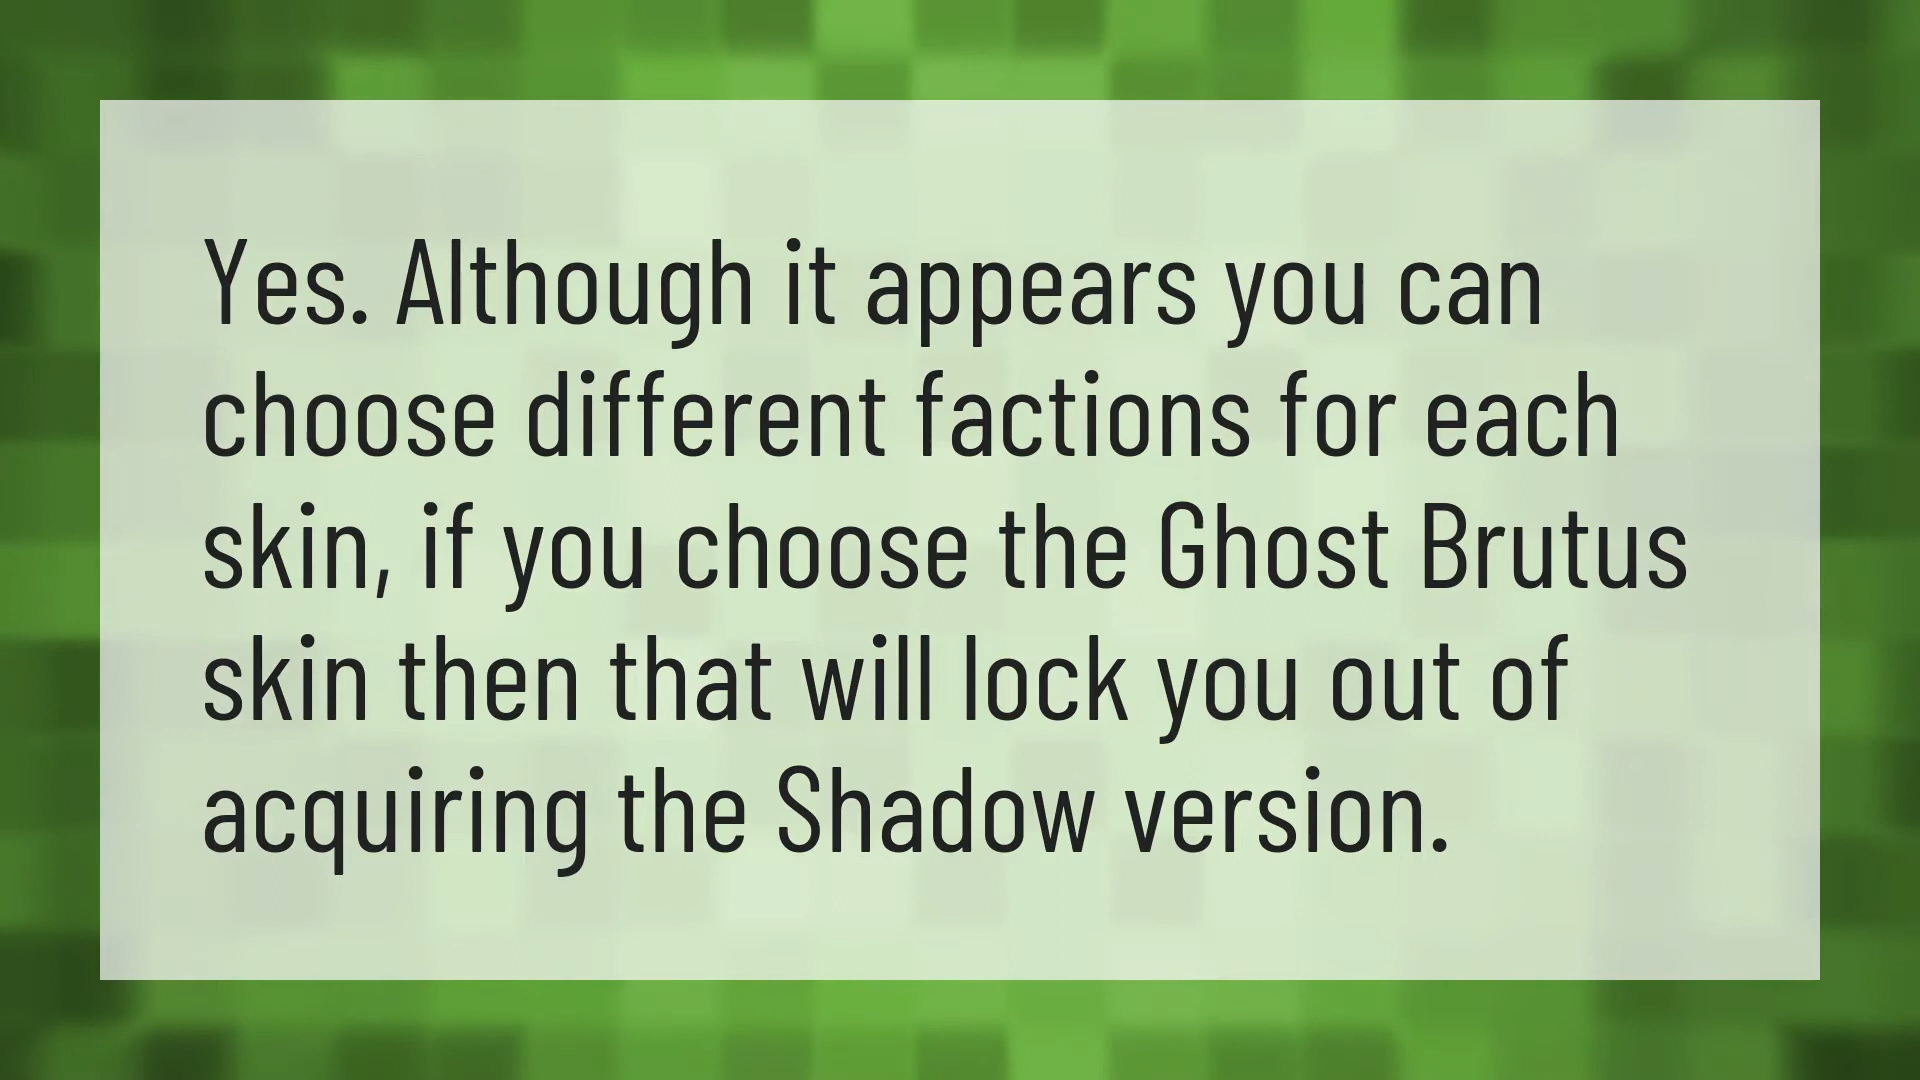 Yes. Although it appears you can
choose different factions for each
skin, if you choose the Ghost Brutus
skin then that will lock you out of
acquiring the Shadow version.